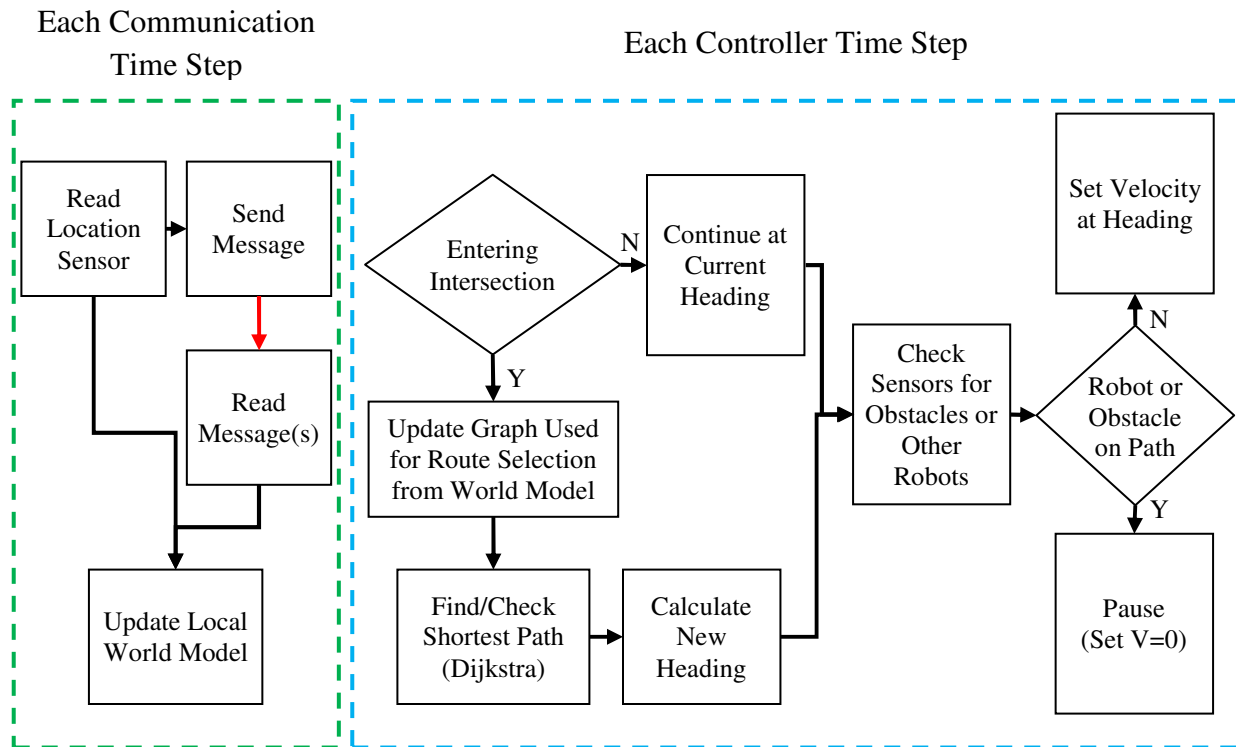 Each Communication
Time Step
Each Controller Time Step
Read
Location
Sensor
Send
Message
Read
Message(s)
Update Local
World Model
Entering
Intersection
N
Continue at
Current
Heading
Y
Update Graph Used
for Route Selection
from World Model
Find/Check
Shortest Path
(Dijkstra)
Calculate
New
Heading
Check
Sensors for
Obstacles or
Other
Robots
Robot or
Obstacle
on Path
N
Set Velocity
at Heading
Y
Pause
(Set V=0)